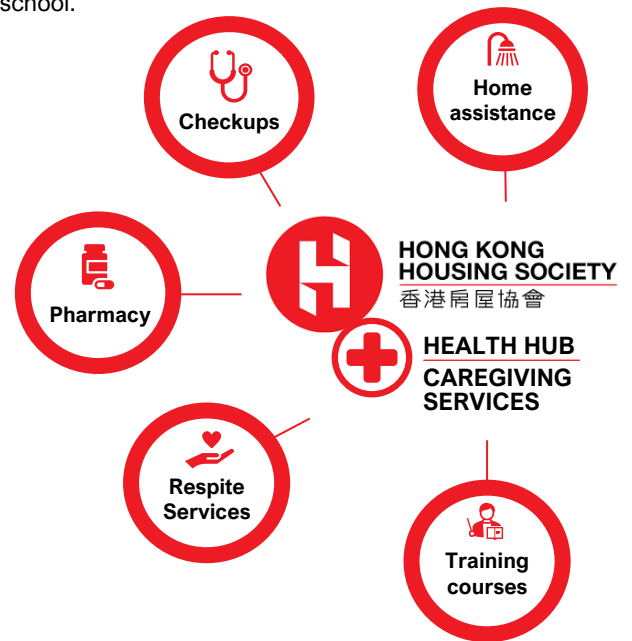 school.
Checkups
Home
assistance
HONG KONG
HOUSING SOCIETY
香港房屋協會
Pharmacy
HEALTH HUB
CAREGIVING
SERVICES
Respite
Services
Training
courses